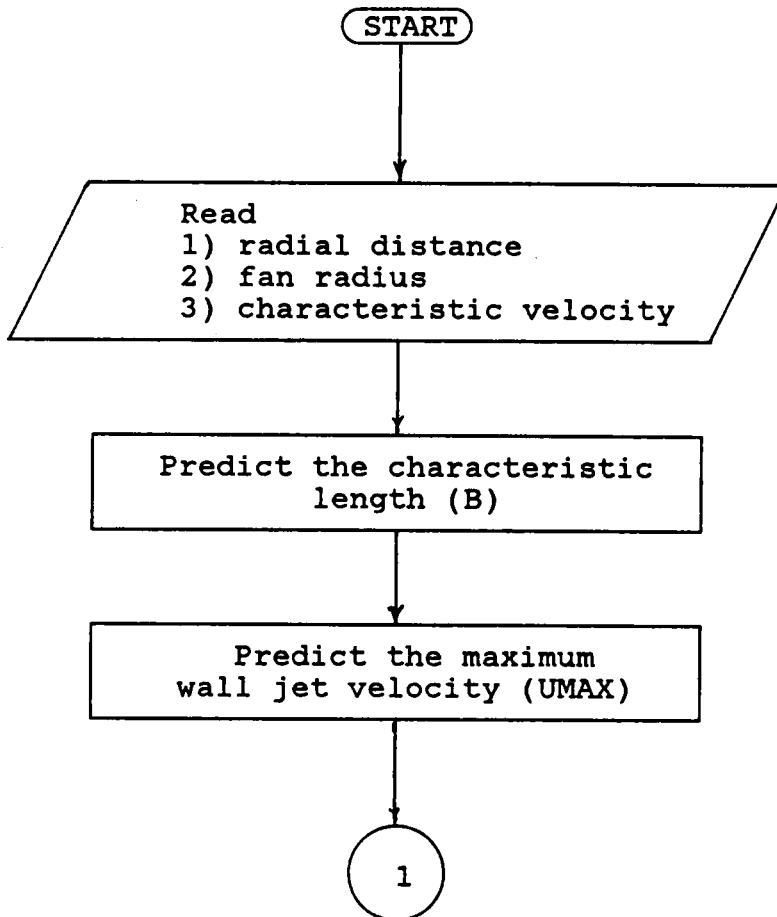 START
Read
1) radial distance
2) fan radius
3) characteristic velocity
Predict the characteristic
length (B)
Predict the maximum
wall jet velocity (UMAX)
1